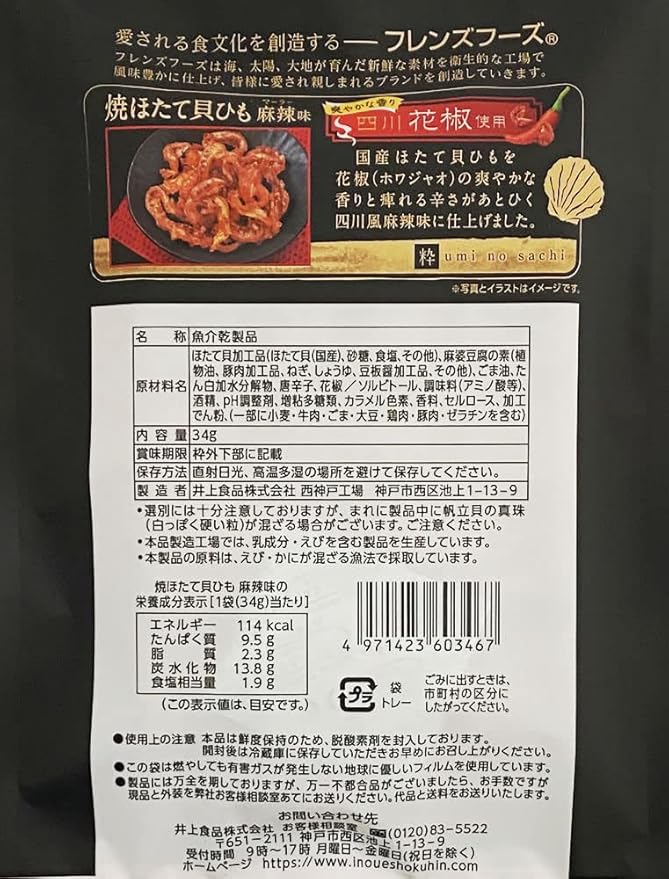 愛される食文化を創造する ― フレンズフーズ®
フレンズフーズは海、太陽、大地が育んだ新鮮な素材を衛生的な工場で
風味豊かに仕上げ、皆様に愛され親しまれるブランドを創造していきます。
焼ほたて貝ひも 麻辣味
マーラー
爽やかな香り
四川 花椒 使用
国産ほたて貝ひもを
花椒(ホワジャオ)の爽やかな
香りと痺れる辛さがあとひく
四川風麻辣味に仕上げました。
粋 umi no sachi
※写真とイラストはイメージです。
名称 魚介乾製品
原材料名 ほたて貝加工品(ほたて貝(国産)、砂糖、食塩、その他)、麻婆豆腐の素(植
物油、豚肉加工品、ねぎ、しょうゆ、豆板醤加工品、その他)、ごま油、たん
白加水分解物、唐辛子、花椒／ソルビトール、調味料(アミノ酸等)、
酒精、pH調整剤、増粘多糖類、カラメル色素、香料、セルロース、加工
でん粉、(一部に小麦・牛肉・ごま・大豆・鶏肉・豚肉・ゼラチンを含む)
内容量 34g
賞味期限 枠外下部に記載
保存方法 直射日光、高温多湿の場所を避けて保存してください。
製造者 井上食品株式会社 西神戸工場 神戸市西区池上1-13-9
•選別には十分注意しておりますが、まれに製品中に帆立貝の真珠
(白っぽく硬い粒)が混ざる場合がございます。ご注意ください。
•本品製造工場では、乳成分・えびを含む製品を生産しています。
•本製品の原料は、えび・かにが混ざる漁法で採取しています。
焼ほたて貝ひも 麻辣味の
栄養成分表示[1袋(34g)当たり]
エネルギー 114 kcal
たんぱく質 9.5 g
脂質 2.3 g
炭水化物 13.8 g
食塩相当量 1.9 g
(この表示値は、目安です。)
4 971423 603467
プラ
袋
トレー
ごみに出すときは、
市町村の区分に
したがってください。
●使用上の注意 本品は鮮度保持のため、脱酸素剤を封入しております。
開封後は冷蔵庫に保存していただきお早めにお召し上がりください。
●この袋は燃やしても有害ガスが発生しない地球に優しいフィルムを使用しています。
●製品には万全を期しておりますが、万一不都合品がございましたら、お手数ですが
現品と外装を弊社お客様相談室あてにお送りください。代品と送料をお送りいたします。
お問い合わせ先
井上食品株式会社 お客様相談室 (0120)83-5522
〒651-2111 神戸市西区池上1-13-9
受付時間 9時〜17時 月曜日〜金曜日(祝日を除く)
ホームページ https://www.inoueshokuhin.com